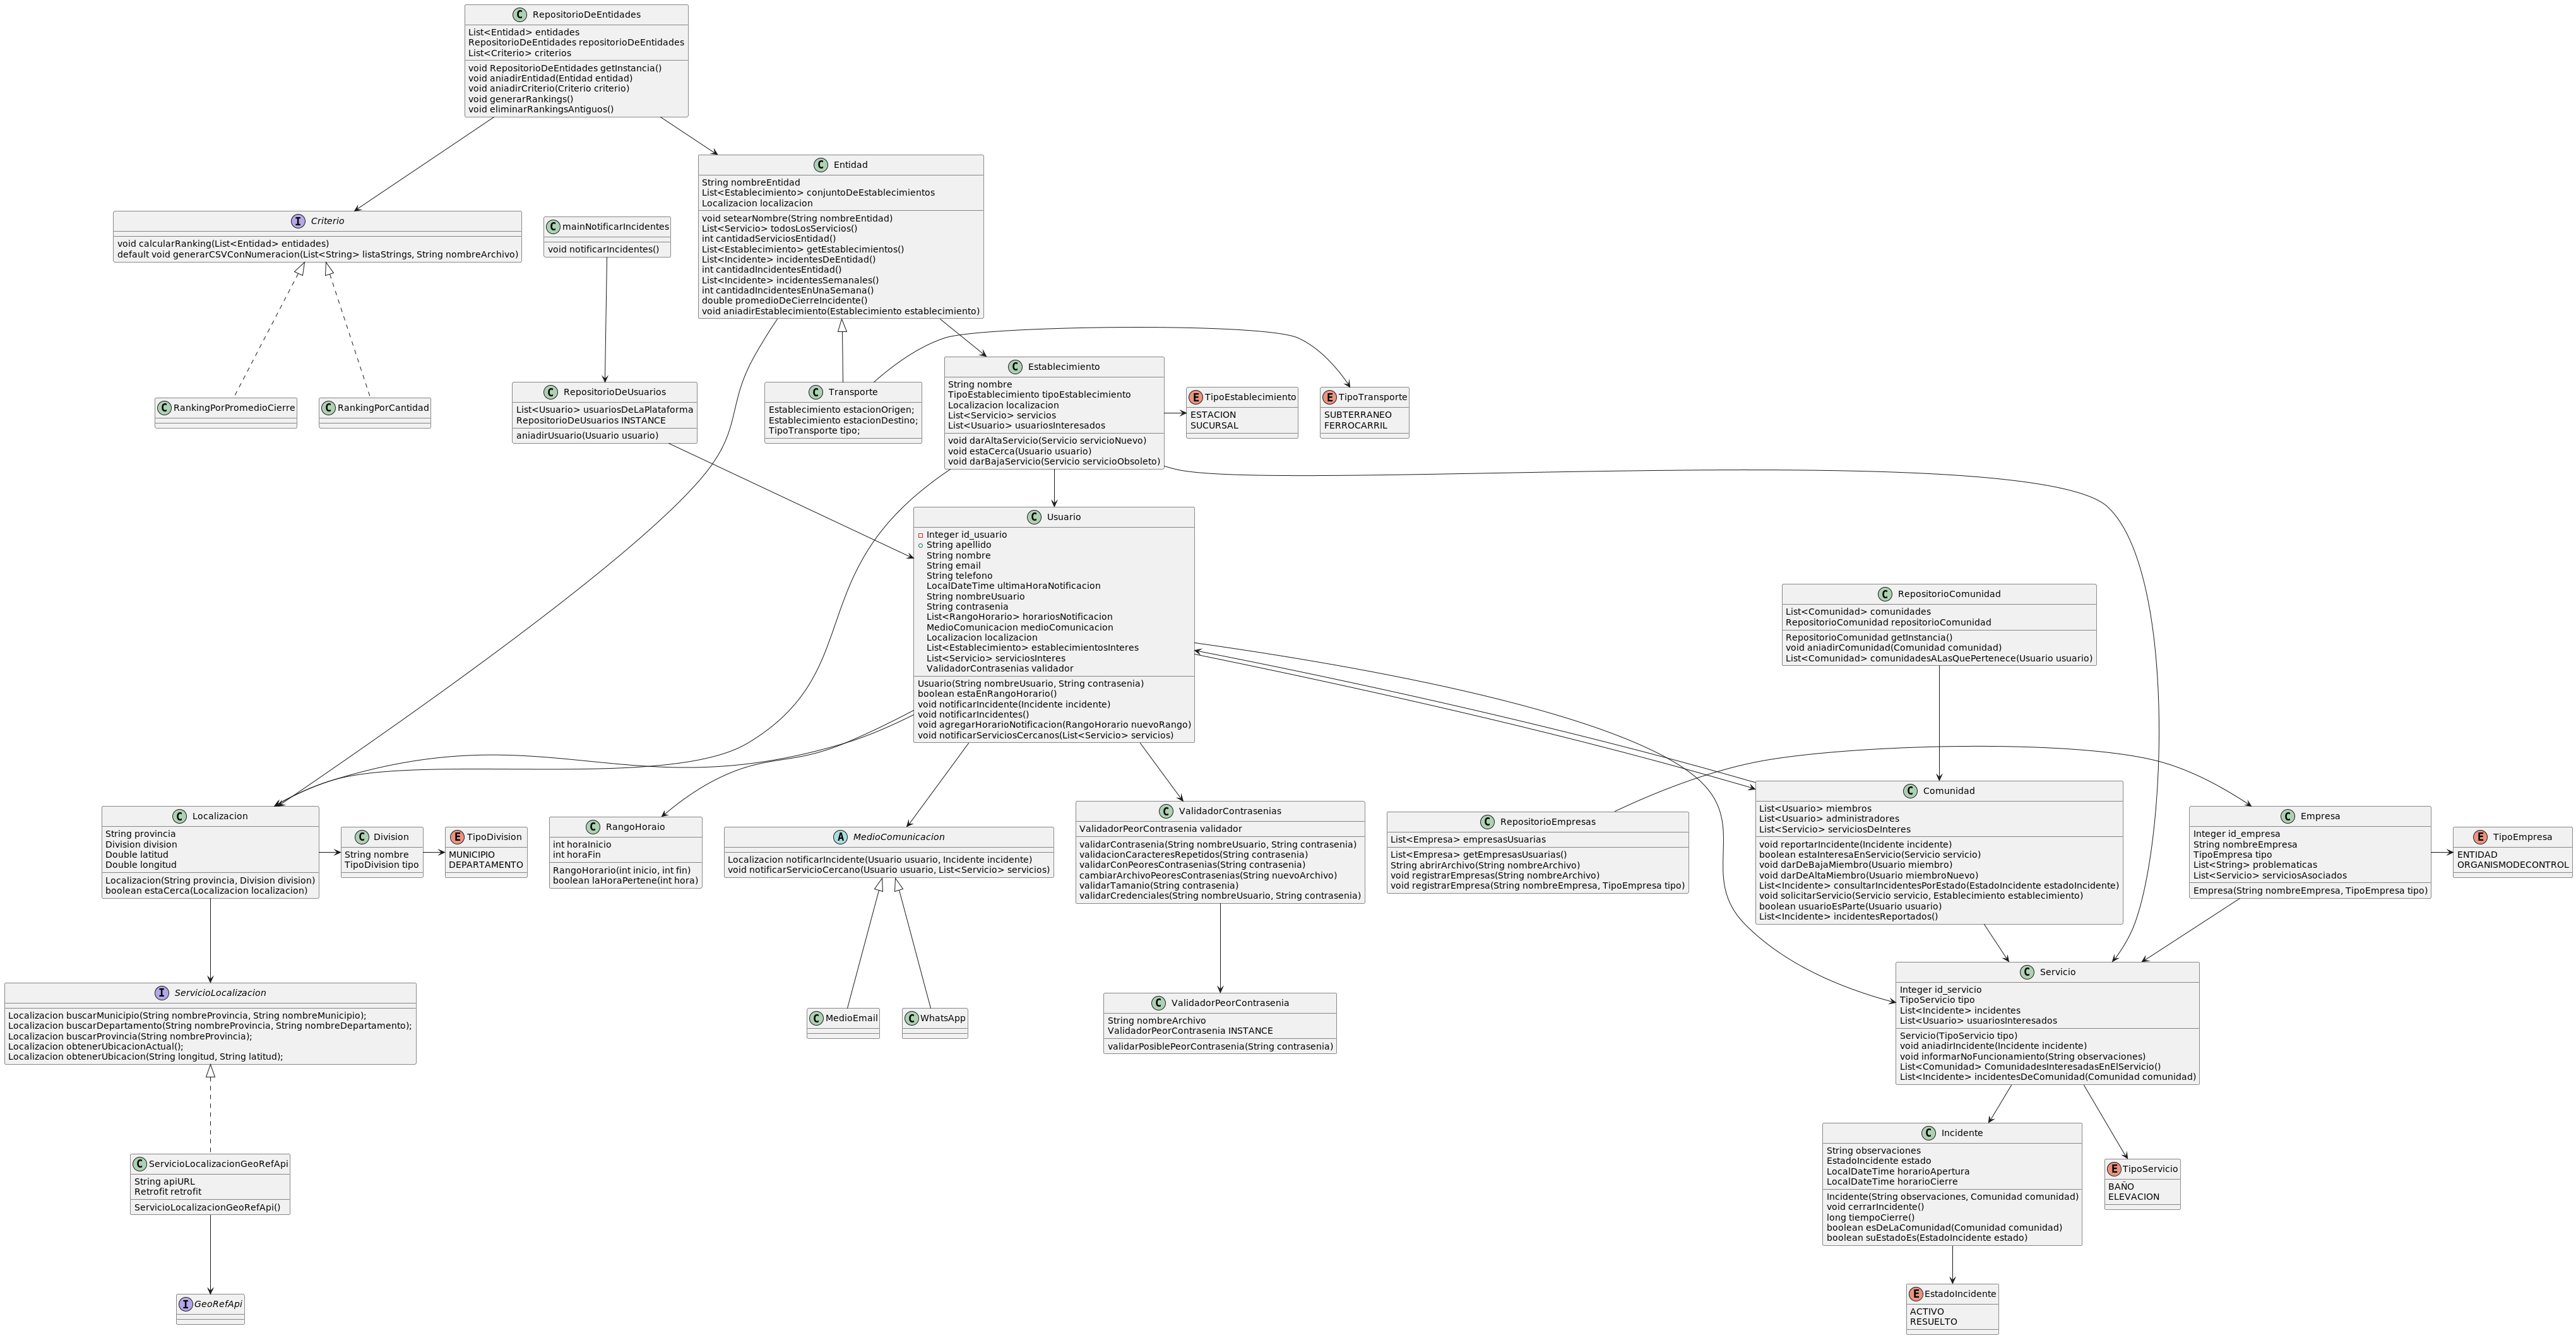 C RepositorioDeEntidades
List<Entidad> entidades
RepositorioDeEntidades repositorioDeEntidades
List<Criterio> criterios
void RepositorioDeEntidades getInstancia()
void aniadirEntidad(Entidad entidad)
void aniadirCriterio(Criterio criterio)
void generarRankings()
void eliminarRankingsAntiguos()
C Entidad
String nombreEntidad
List<Establecimiento> conjuntoDeEstablecimientos
Localizacion localizacion
void setearNombre(String nombreEntidad)
List<Servicio> todosLosServicios()
int cantidadServiciosEntidad()
List<Establecimiento> getEstablecimientos()
List<Incidente> incidentesDeEntidad()
int cantidadIncidentesEntidad()
List<Incidente> incidentesSemanales()
int cantidadIncidentesEnUnaSemana()
double promedioDeCierreIncidente()
void aniadirEstablecimiento(Establecimiento establecimiento)
I Criterio
void calcularRanking(List<Entidad> entidades)
default void generarCSVConNumeracion(List<String> listaStrings, String nombreArchivo)
C mainNotificarIncidentes
void notificarIncidentes()
C RankingPorPromedioCierre
C RankingPorCantidad
C RepositorioDeUsuarios
List<Usuario> usuariosDeLaPlataforma
RepositorioDeUsuarios INSTANCE
aniadirUsuario(Usuario usuario)
C Transporte
Establecimiento estacionOrigen;
Establecimiento estacionDestino;
TipoTransporte tipo;
C Establecimiento
String nombre
TipoEstablecimiento tipoEstablecimiento
Localizacion localizacion
List<Servicio> servicios
List<Usuario> usuariosInteresados
void darAltaServicio(Servicio servicioNuevo)
void estaCerca(Usuario usuario)
void darBajaServicio(Servicio servicioObsoleto)
E TipoEstablecimiento
ESTACION
SUCURSAL
E TipoTransporte
SUBTERRANEO
FERROCARRIL
C Usuario
Integer id_usuario
String apellido
String nombre
String email
String telefono
LocalDateTime ultimaHoraNotificacion
String nombreUsuario
String contrasenia
List<RangoHorario> horariosNotificacion
MedioComunicacion medioComunicacion
Localizacion localizacion
List<Establecimiento> establecimientosInteres
List<Servicio> serviciosInteres
ValidadorContrasenias validador
Usuario(String nombreUsuario, String contrasenia)
boolean estaEnRangoHorario()
void notificarIncidente(Incidente incidente)
void notificarIncidentes()
void agregarHorarioNotificacion(RangoHorario nuevoRango)
void notificarServiciosCercanos(List<Servicio> servicios)
C RepositorioComunidad
List<Comunidad> comunidades
RepositorioComunidad repositorioComunidad
RepositorioComunidad getInstancia()
void aniadirComunidad(Comunidad comunidad)
List<Comunidad> comunidadesALasQuePertenece(Usuario usuario)
C Localizacion
String provincia
Division division
Double latitud
Double longitud
Localizacion(String provincia, Division division)
boolean estaCerca(Localizacion localizacion)
C Division
String nombre
TipoDivision tipo
E TipoDivision
MUNICIPIO
DEPARTAMENTO
C RangoHoraio
int horaInicio
int horaFin
RangoHorario(int inicio, int fin)
boolean laHoraPertene(int hora)
A MedioComunicacion
Localizacion notificarIncidente(Usuario usuario, Incidente incidente)
void notificarServicioCercano(Usuario usuario, List<Servicio> servicios)
C ValidadorContrasenias
ValidadorPeorContrasenia validador
validarContrasenia(String nombreUsuario, String contrasenia)
validacionCaracteresRepetidos(String contrasenia)
validarConPeoresContrasenias(String contrasenia)
cambiarArchivoPeoresContrasenias(String nuevoArchivo)
validarTamanio(String contrasenia)
validarCredenciales(String nombreUsuario, String contrasenia)
C RepositorioEmpresas
List<Empresa> empresasUsuarias
List<Empresa> getEmpresasUsuarias()
String abrirArchivo(String nombreArchivo)
void registrarEmpresas(String nombreArchivo)
void registrarEmpresa(String nombreEmpresa, TipoEmpresa tipo)
C Comunidad
List<Usuario> miembros
List<Usuario> administradores
List<Servicio> serviciosDeInteres
void reportarIncidente(Incidente incidente)
boolean estaInteresaEnServicio(Servicio servicio)
void darDeBajaMiembro(Usuario miembro)
void darDeAltaMiembro(Usuario miembroNuevo)
List<Incidente> consultarIncidentesPorEstado(EstadoIncidente estadoIncidente)
void solicitarServicio(Servicio servicio, Establecimiento establecimiento)
boolean usuarioEsParte(Usuario usuario)
List<Incidente> incidentesReportados()
C Empresa
Integer id_empresa
String nombreEmpresa
TipoEmpresa tipo
List<String> problematicas
List<Servicio> serviciosAsociados
Empresa(String nombreEmpresa, TipoEmpresa tipo)
E TipoEmpresa
ENTIDAD
ORGANISMODECONTROL
I ServicioLocalizacion
Localizacion buscarMunicipio(String nombreProvincia, String nombreMunicipio);
Localizacion buscarDepartamento(String nombreProvincia, String nombreDepartamento);
Localizacion buscarProvincia(String nombreProvincia);
Localizacion obtenerUbicacionActual();
Localizacion obtenerUbicacion(String longitud, String latitud);
C MedioEmail
C WhatsApp
C ValidadorPeorContrasenia
String nombreArchivo
ValidadorPeorContrasenia INSTANCE
validarPosiblePeorContrasenia(String contrasenia)
C Servicio
Integer id_servicio
TipoServicio tipo
List<Incidente> incidentes
List<Usuario> usuariosInteresados
Servicio(TipoServicio tipo)
void aniadirIncidente(Incidente incidente)
void informarNoFuncionamiento(String observaciones)
List<Comunidad> ComunidadesInteresadasEnElServicio()
List<Incidente> incidentesDeComunidad(Comunidad comunidad)
C ServicioLocalizacionGeoRefApi
String apiURL
Retrofit retrofit
ServicioLocalizacionGeoRefApi()
C Incidente
String observaciones
EstadoIncidente estado
LocalDateTime horarioApertura
LocalDateTime horarioCierre
Incidente(String observaciones, Comunidad comunidad)
void cerrarIncidente()
long tiempoCierre()
boolean esDeLaComunidad(Comunidad comunidad)
boolean suEstadoEs(EstadoIncidente estado)
E TipoServicio
BAÑO
ELEVACION
I GeoRefApi
E EstadoIncidente
ACTIVO
RESUELTO